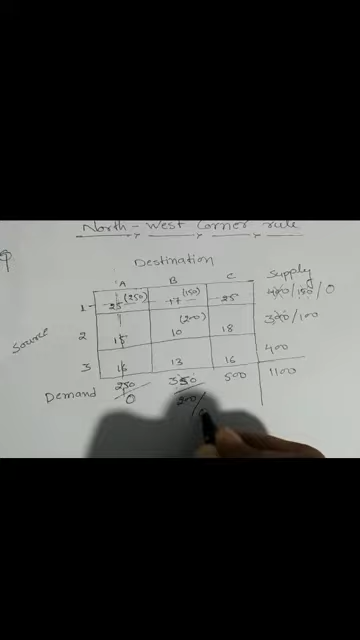 North-West Corner rule
Destination
A B C Supply
1 25 (250) 17 (150) 25 400/150/0
Source 2 15 10 (200) 18 300/100
3 16 13 16 400
Demand 250 350 500 1100
0 200/0